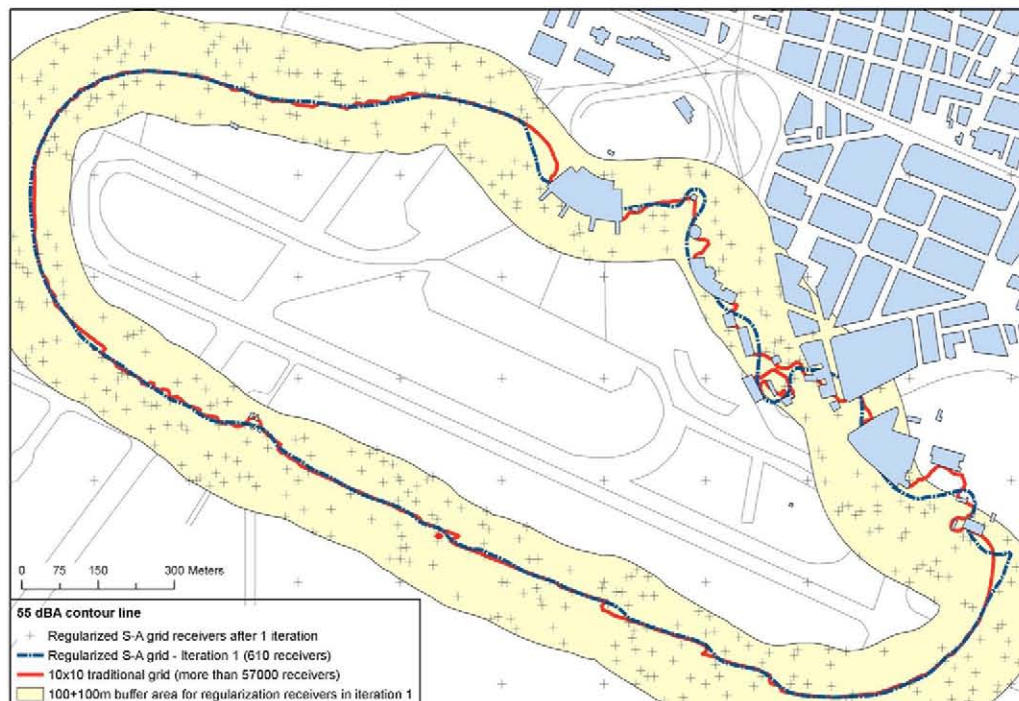 0 75 150 300 Meters
55 dBA contour line
Regularized S-A grid receivers after 1 iteration
Regularized S-A grid - Iteration 1 (610 receivers)
10x10 traditional grid (more than 57000 receivers)
100+100m buffer area for regularization receivers in iteration 1